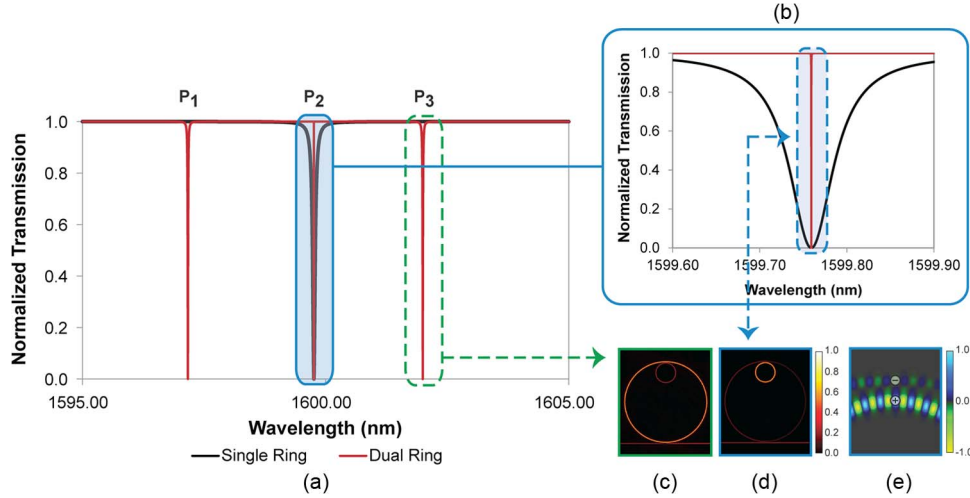 (b)
P1 P2 P3
1.0
0.8
0.6
0.4
0.2
0.0
Normalized Transmission
1595.00 1600.00 1605.00
Wavelength (nm)
Single Ring Dual Ring
(a)
1.0
0.8
0.6
0.4
0.2
0.0
Normalized Transmission
1599.60 1599.70 1599.80 1599.90
Wavelength (nm)
1.0
0.8
0.6
0.4
0.2
0.0
− +
1.0
0.0
-1.0
(c) (d) (e)